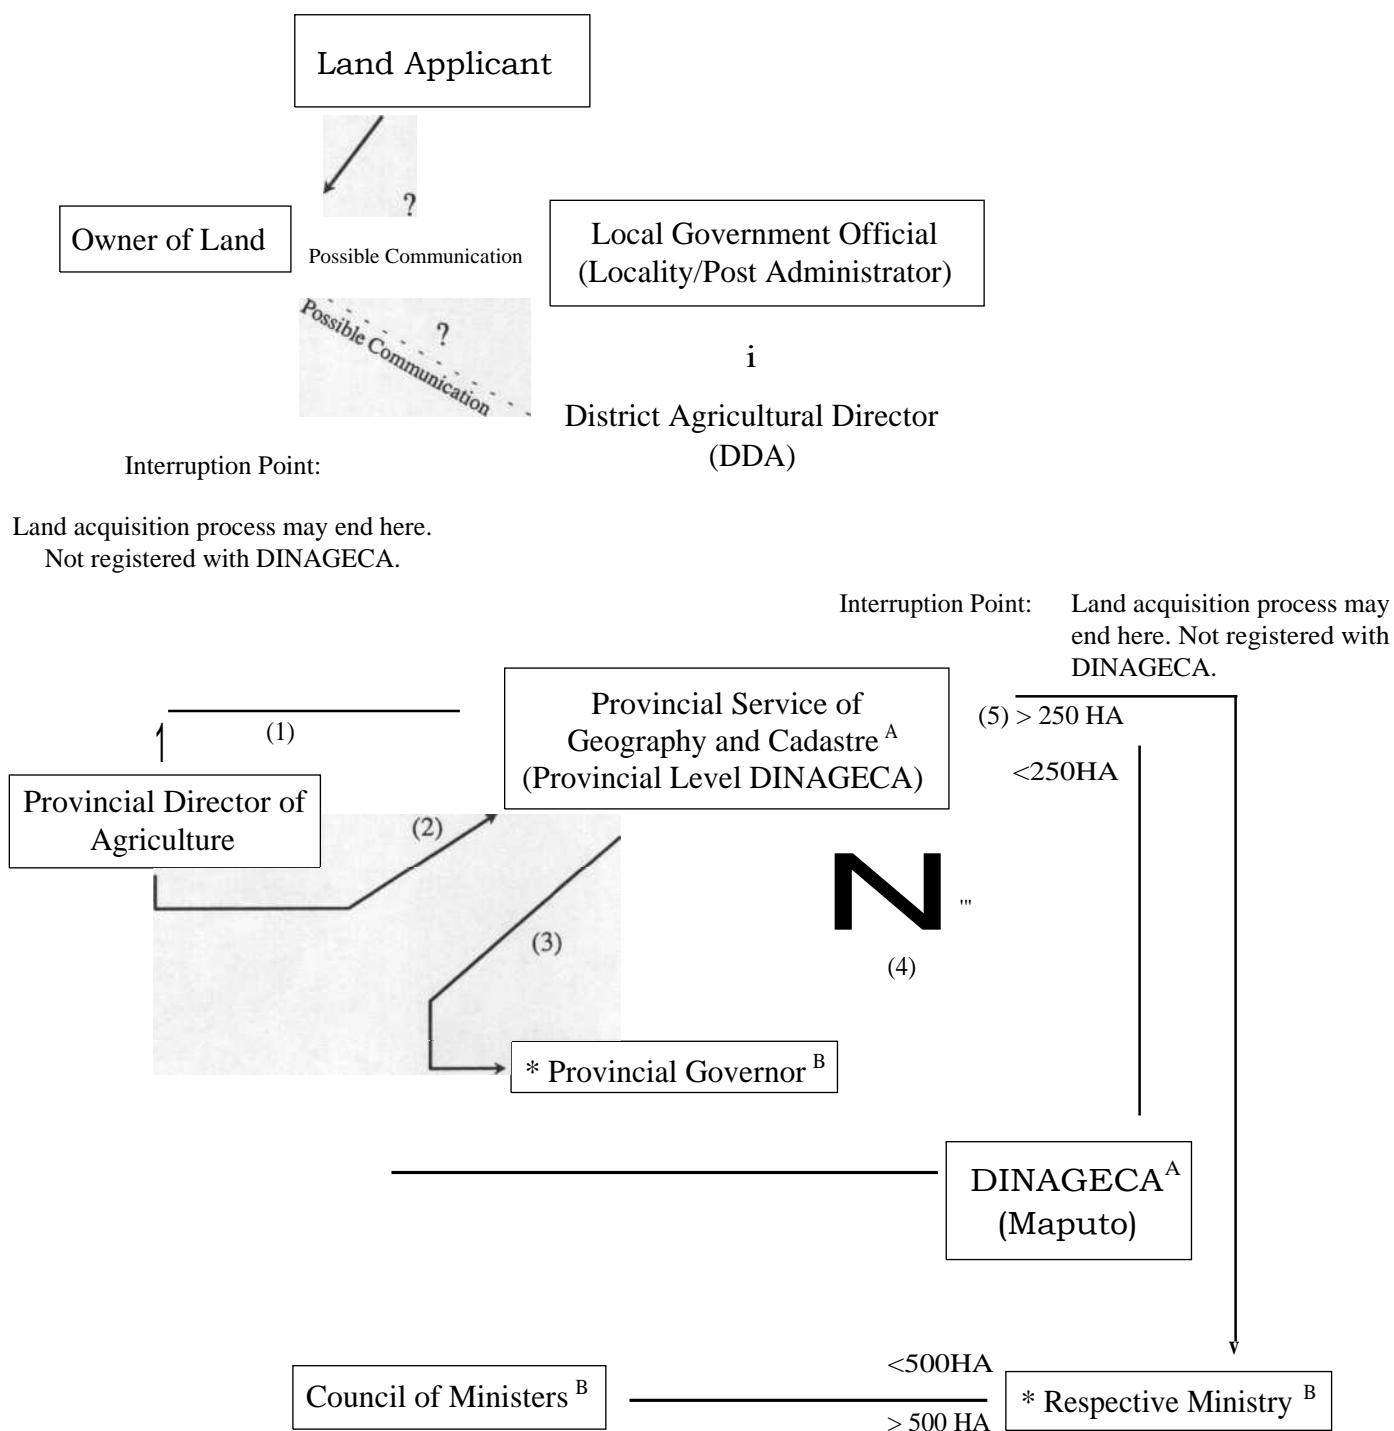 Land Applicant
?
Owner of Land
Possible Communication
Local Government Official
(Locality/Post Administrator)
?
Possible Communication
i
District Agricultural Director
(DDA)
Interruption Point:
Land acquisition process may end here.
Not registered with DINAGECA.
Interruption Point:
Land acquisition process may
end here. Not registered with
DINAGECA.
(1)
Provincial Service of
Geography and Cadastre A
(Provincial Level DINAGECA)
(5) > 250 HA
<250HA
Provincial Director of
Agriculture
(2)
(3)
N '"
(4)
* Provincial Governor B
DINAGECA A
(Maputo)
<500HA
Council of Ministers B
> 500 HA
* Respective Ministry B